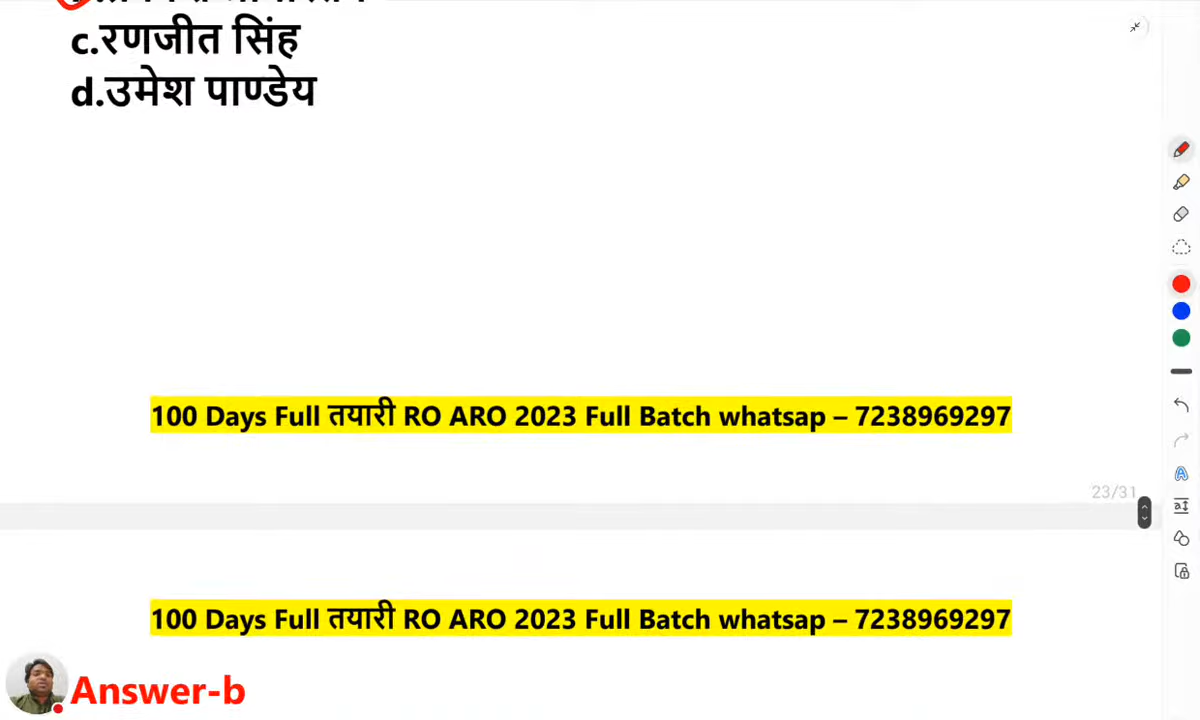 c.रणजीत सिंह
d.उमेश पाण्डेय
100 Days Full तयारी RO ARO 2023 Full Batch whatsap – 7238969297
23/31
100 Days Full तयारी RO ARO 2023 Full Batch whatsap – 7238969297
Answer-b